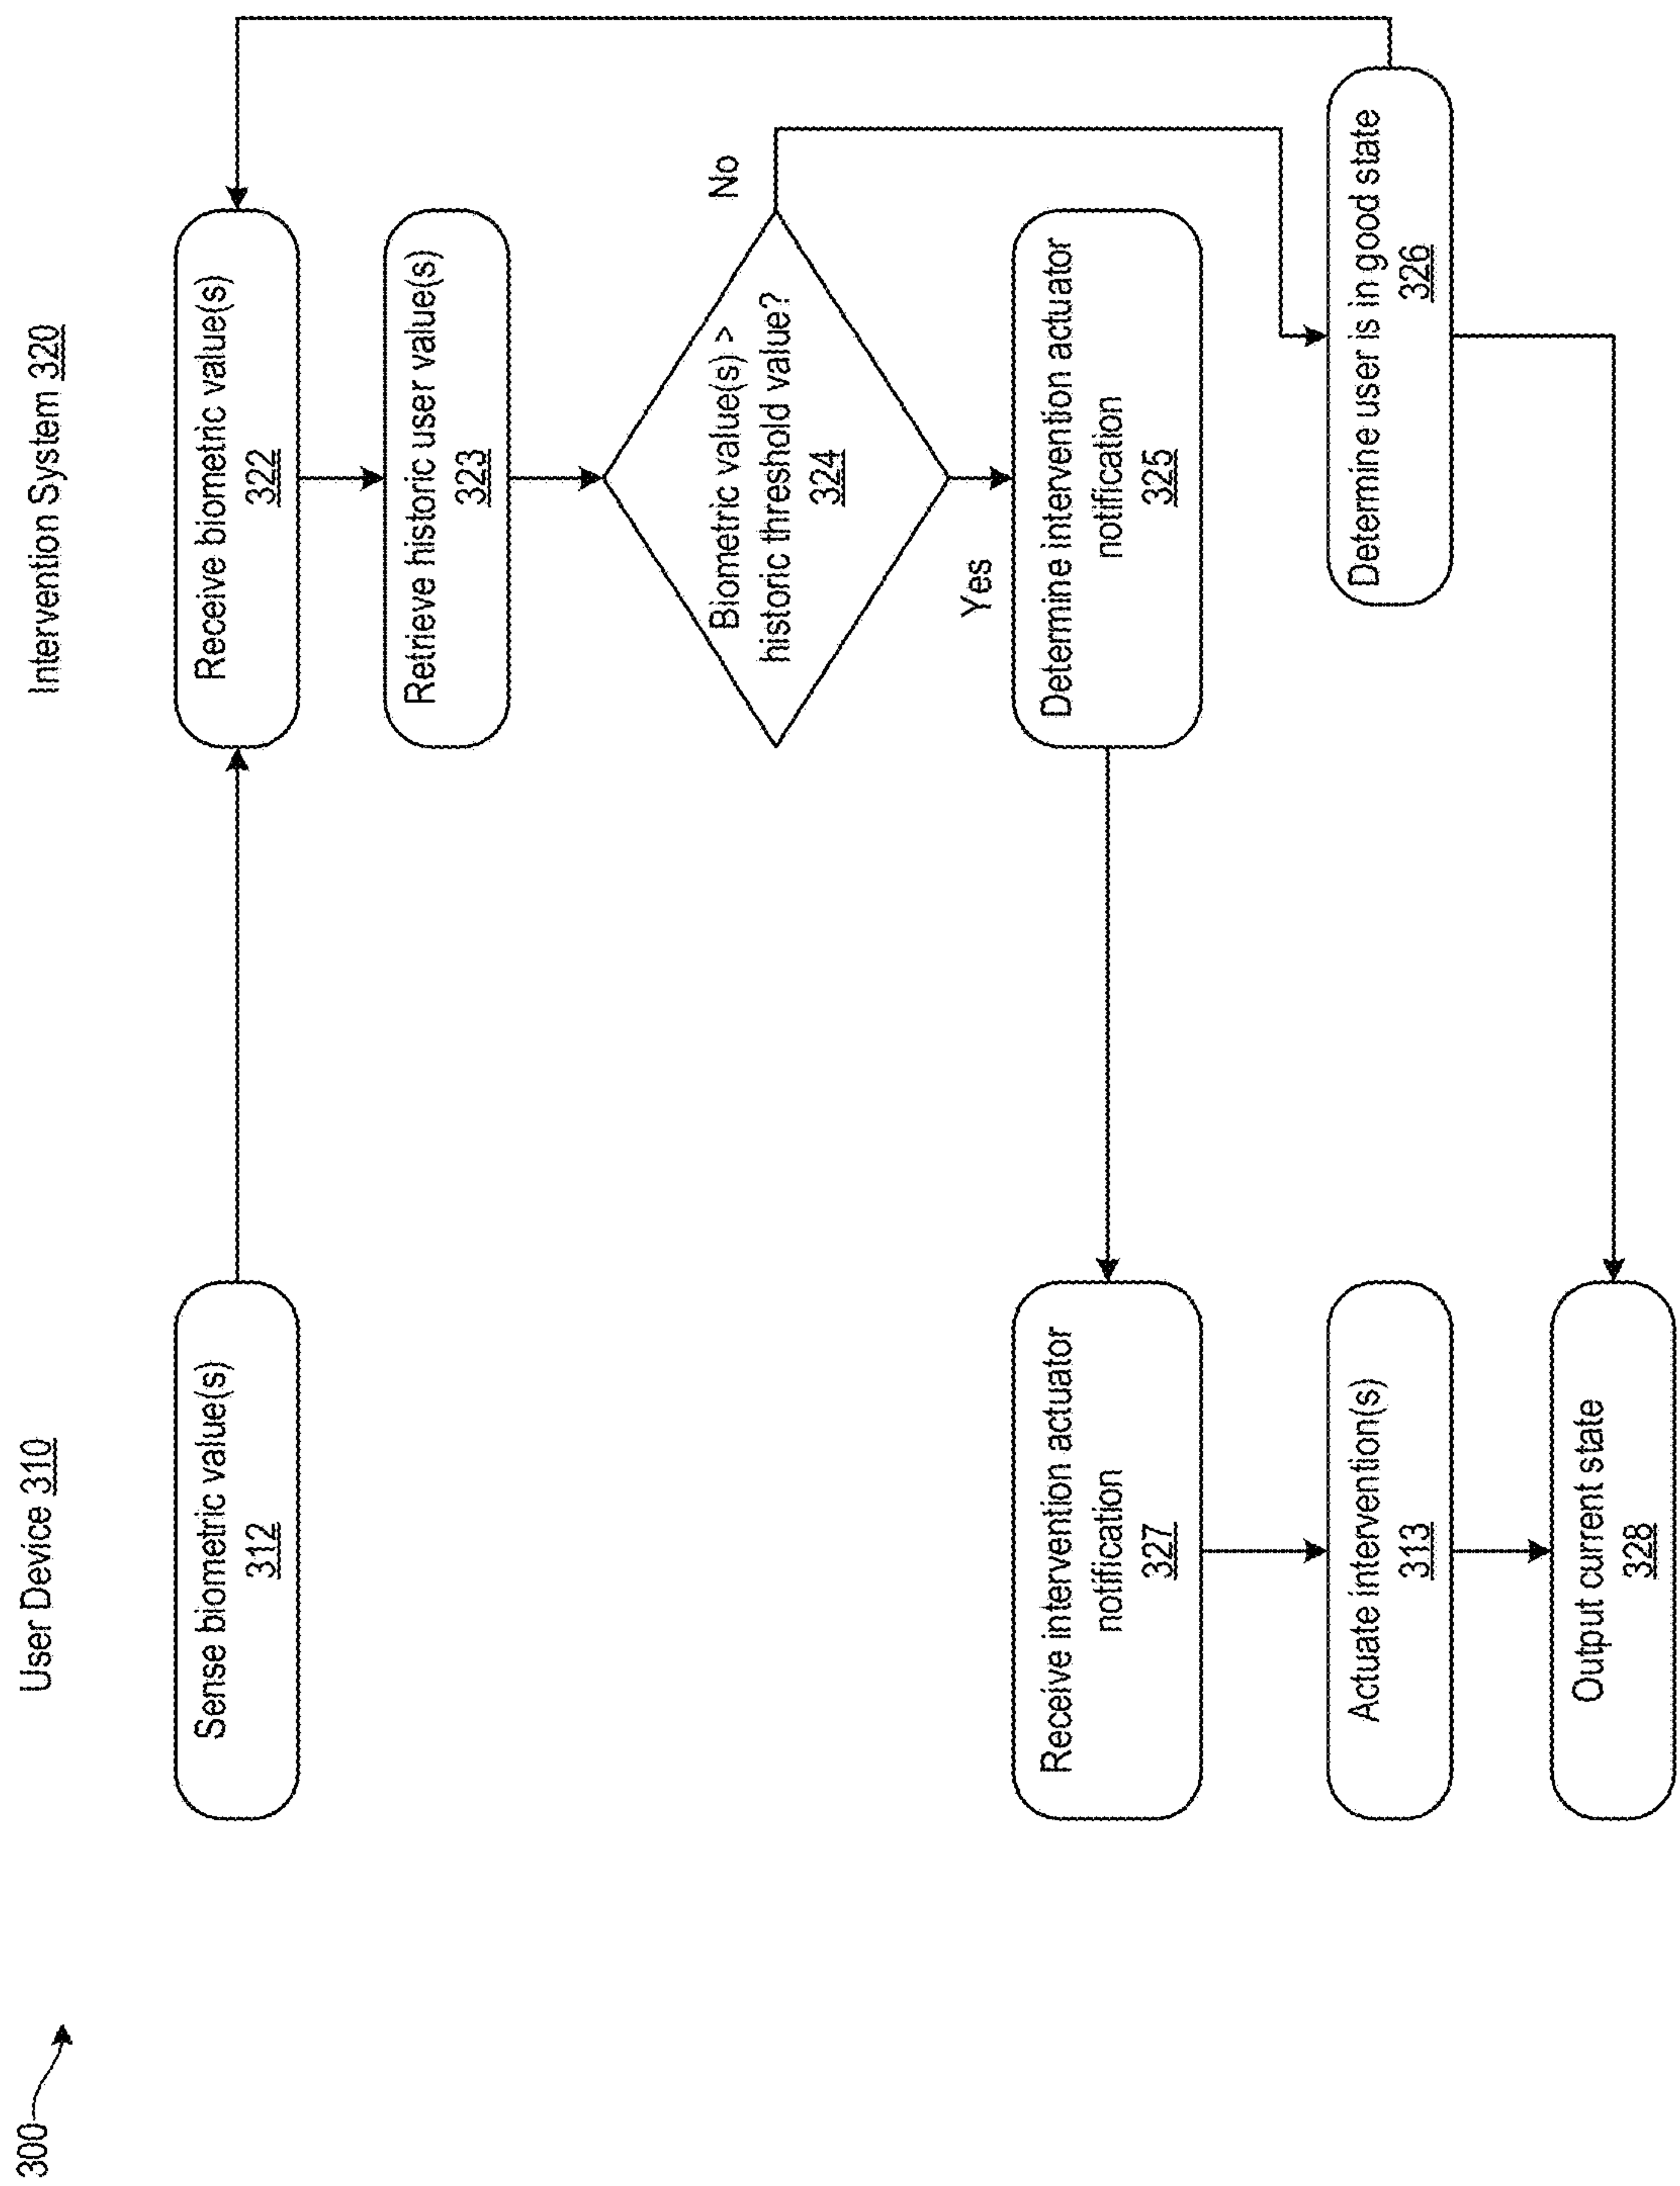 300
User Device 310
Intervention System 320
Sense biometric value(s)
312
Receive biometric value(s)
322
Retrieve historic user value(s)
323
Biometric value(s) >
historic threshold value?
324
No
Yes
Determine intervention actuator
notification
325
Receive intervention actuator
notification
327
Actuate intervention(s)
313
Determine user is in good state
326
Output current state
328